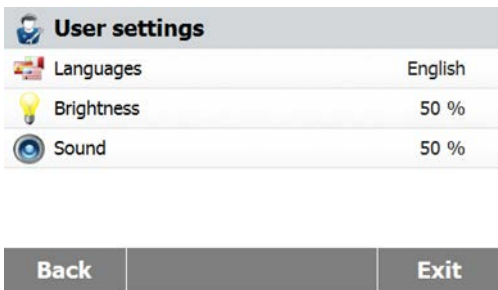 User settings
Languages English
Brightness 50 %
Sound 50 %
Back Exit